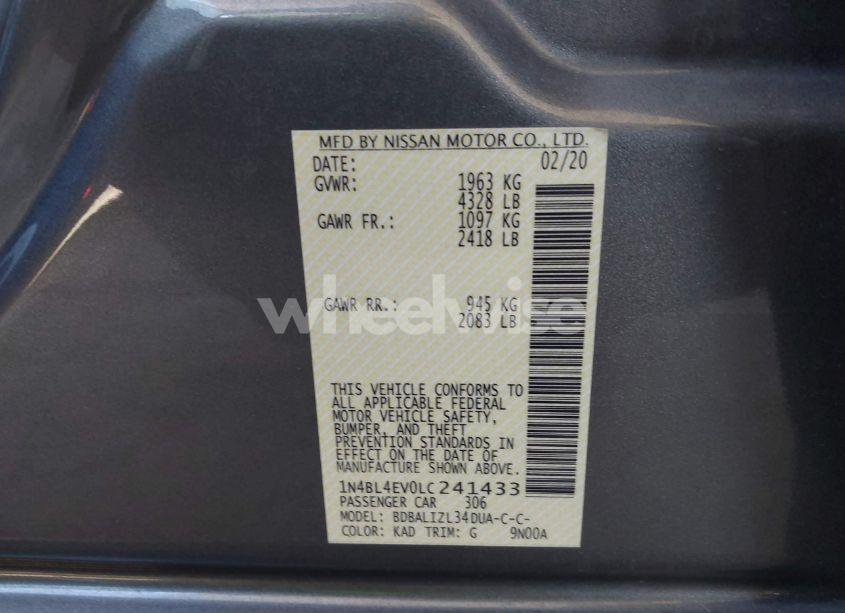 MFD BY NISSAN MOTOR CO., LTD.
DATE: 02/20
GVWR: 1963 KG
4328 LB
GAWR FR.: 1097 KG
2418 LB
GAWR RR.: 945 KG
2083 LB
wheelwise
THIS VEHICLE CONFORMS TO
ALL APPLICABLE FEDERAL
MOTOR VEHICLE SAFETY,
BUMPER, AND THEFT
PREVENTION STANDARDS IN
EFFECT ON THE DATE OF
MANUFACTURE SHOWN ABOVE.
1N4BL4EV0LC241433
PASSENGER CAR 306
MODEL: BDBALIZL34DUA-C-C-
COLOR: KAD TRIM: G 9N00A